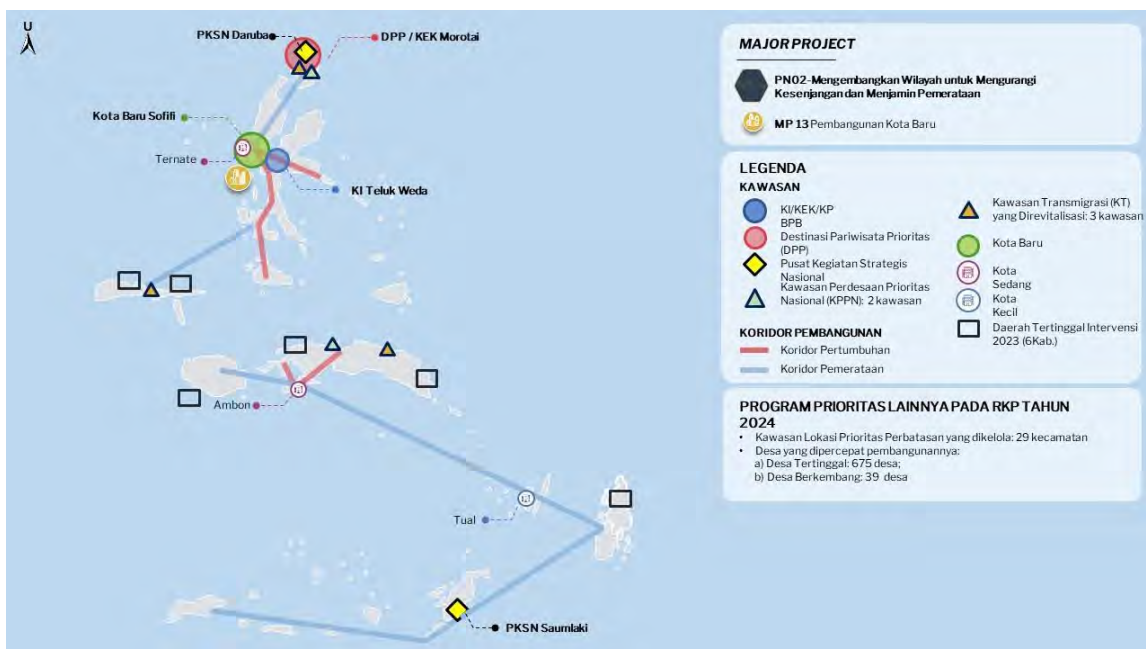 U
PKSN Daruba
DPP / KEK Morotai
Kota Baru Sofifi
Ternate
KI Teluk Weda
Ambon
Tual
PKSN Saumlaki
MAJOR PROJECT
PN02-Mengembangkan Wilayah untuk Mengurangi
Kesenjangan dan Menjamin Pemerataan
MP 13 Pembangunan Kota Baru
LEGENDA
KAWASAN
KI/KEK/KP
BPB
Destinasi Pariwisata Prioritas
(DPP)
Pusat Kegiatan Strategis
Nasional
Kawasan Perdesaan Prioritas
Nasional (KPPN): 2 kawasan
Kawasan Transmigrasi (KT)
yang Direvitalisasi: 3 kawasan
Kota Baru
Kota
Sedang
Kota
Kecil
Daerah Tertinggal Intervensi
2023 (6Kab.)
KORIDOR PEMBANGUNAN
Koridor Pertumbuhan
Koridor Pemerataan
PROGRAM PRIORITAS LAINNYA PADA RKP TAHUN
2024
• Kawasan Lokasi Prioritas Perbatasan yang dikelola: 29 kecamatan
• Desa yang dipercepat pembangunannya:
a) Desa Tertinggal: 675 desa;
b) Desa Berkembang: 39 desa